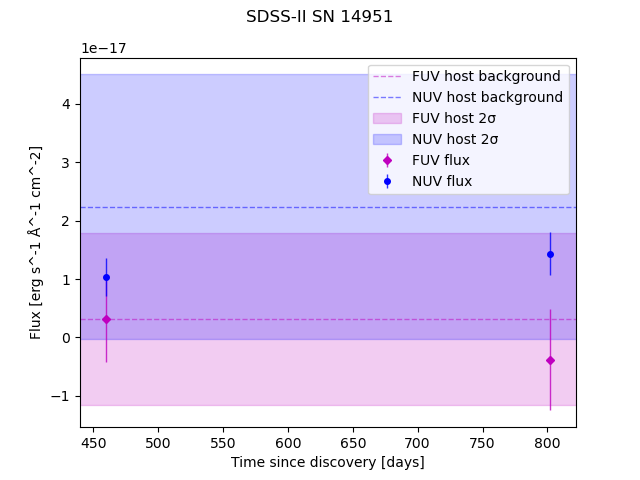 SDSS-II SN 14951
1e−17
FUV host background
NUV host background
FUV host 2σ
NUV host 2σ
FUV flux
NUV flux
4
3
2
1
0
−1
Flux [erg s^-1 Å^-1 cm^-2]
450 500 550 600 650 700 750 800
Time since discovery [days]